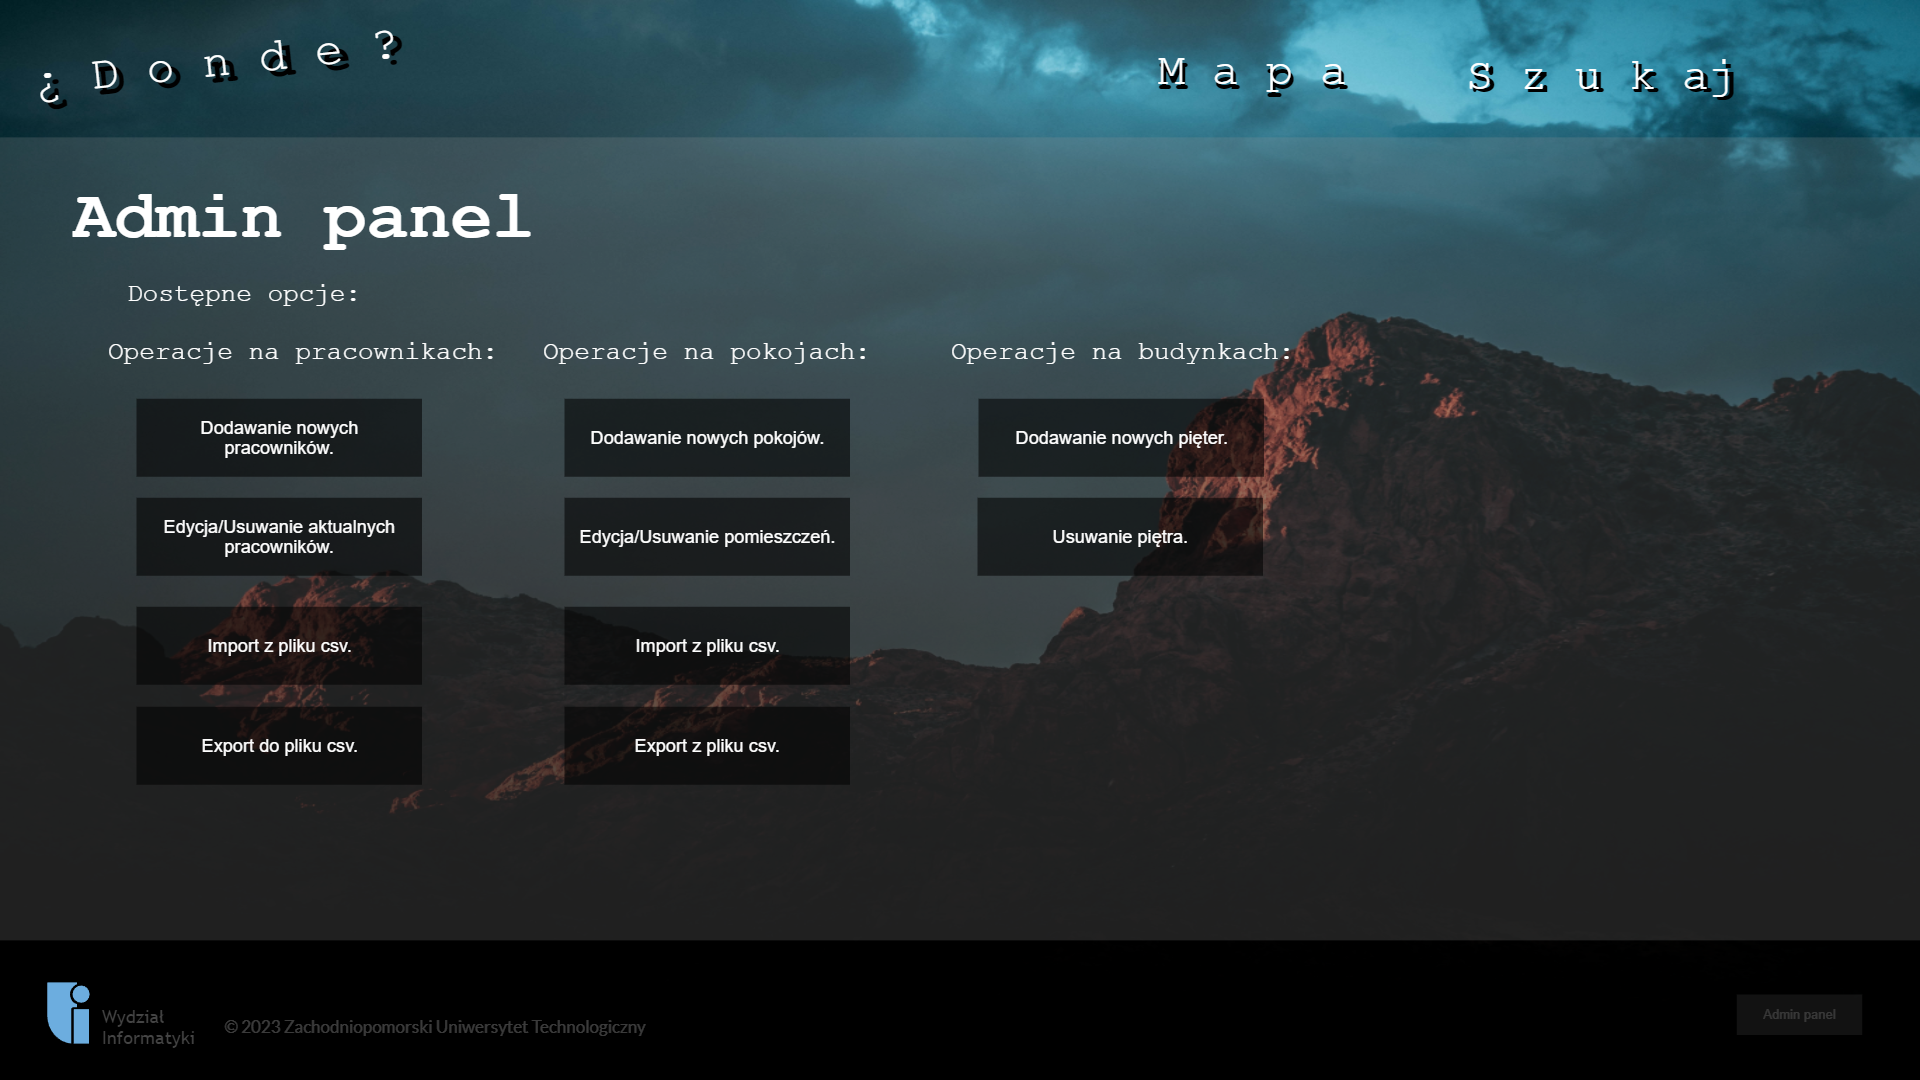 ¿Donde?
Mapa
Szukaj
Admin panel
Dostępne opcje:
Operacje na pracownikach:
Dodawanie nowych
pracowników.
Edycja/Usuwanie aktualnych
pracowników.
Import z pliku csv.
Export do pliku csv.
Operacje na pokojach:
Dodawanie nowych pokojów.
Edycja/Usuwanie pomieszczeń.
Import z pliku csv.
Export z pliku csv.
Operacje na budynkach:
Dodawanie nowych pięter.
Usuwanie piętra.
Wydział
Informatyki
© 2023 Zachodniopomorski Uniwersytet Technologiczny
Admin panel